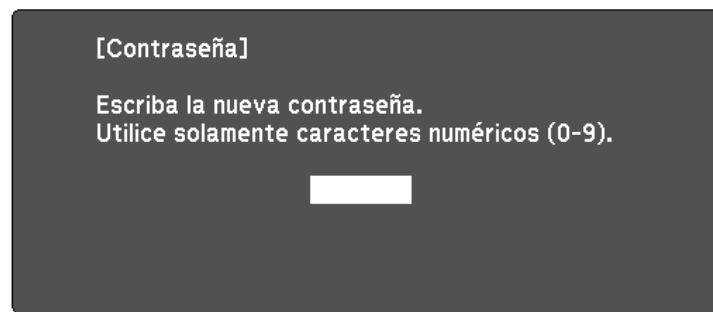 [Contraseña]
Escriba la nueva contraseña.
Utilice solamente caracteres numéricos (0-9).